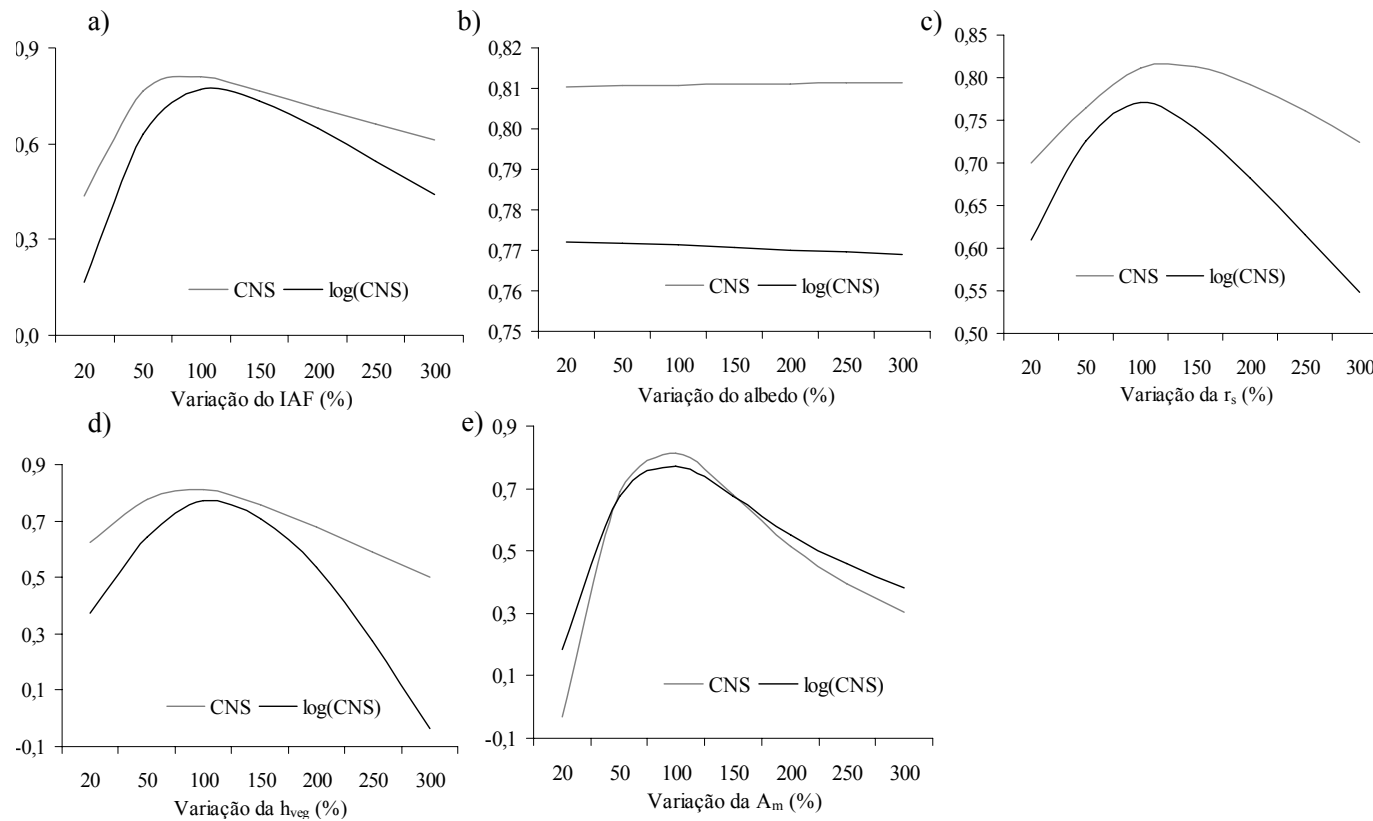 a)
0,9
0,6
0,3
0,0
CNS log(CNS)
20 50 100 150 200 250 300
Variação do IAF (%)
b)
0,82
0,81
0,80
0,79
0,78
0,77
0,76
0,75
CNS log(CNS)
20 50 100 150 200 250 300
Variação do albedo (%)
c)
0,85
0,80
0,75
0,70
0,65
0,60
0,55
0,50
CNS log(CNS)
20 50 100 150 200 250 300
Variação da rs (%)
d)
0,9
0,7
0,5
0,3
0,1
-0,1
CNS log(CNS)
20 50 100 150 200 250 300
Variação da hveg (%)
e)
0,9
0,7
0,5
0,3
0,1
-0,1
CNS log(CNS)
20 50 100 150 200 250 300
Variação da Am (%)